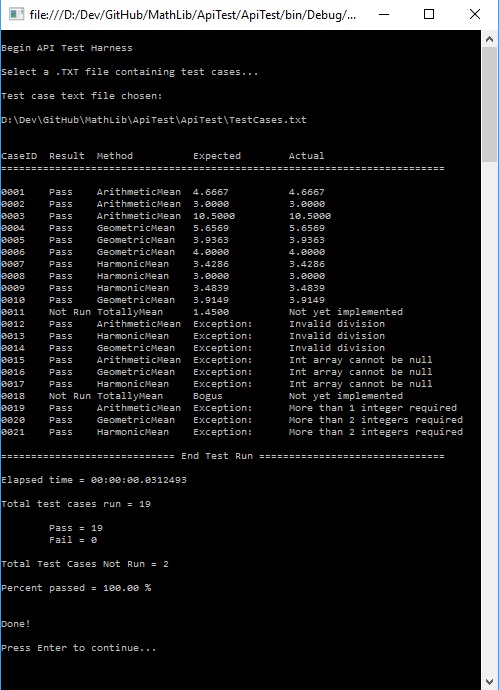 file:///D:/Dev/GitHub/MathLib/ApiTest/ApiTest/bin/Debug/...
Begin API Test Harness
Select a .TXT file containing test cases...
Test case text file chosen:
D:\Dev\GitHub\MathLib\ApiTest\ApiTest\TestCases.txt
CaseID  Result  Method          Expected        Actual
==========================================================================
0001    Pass    ArithmeticMean  4.6667          4.6667
0002    Pass    ArithmeticMean  3.0000          3.0000
0003    Pass    ArithmeticMean  10.5000         10.5000
0004    Pass    GeometricMean   5.6569          5.6569
0005    Pass    GeometricMean   3.9363          3.9363
0006    Pass    GeometricMean   4.0000          4.0000
0007    Pass    HarmonicMean    3.4286          3.4286
0008    Pass    HarmonicMean    3.0000          3.0000
0009    Pass    HarmonicMean    3.4839          3.4839
0010    Pass    GeometricMean   3.9149          3.9149
0011    Not Run TotallyMean     1.4500          Not yet implemented
0012    Pass    ArithmeticMean  Exception:      Invalid division
0013    Pass    HarmonicMean    Exception:      Invalid division
0014    Pass    GeometricMean   Exception:      Invalid division
0015    Pass    ArithmeticMean  Exception:      Int array cannot be null
0016    Pass    GeometricMean   Exception:      Int array cannot be null
0017    Pass    HarmonicMean    Exception:      Int array cannot be null
0018    Not Run TotallyMean     Bogus           Not yet implemented
0019    Pass    ArithmeticMean  Exception:      More than 1 integer required
0020    Pass    GeometricMean   Exception:      More than 2 integers required
0021    Pass    HarmonicMean    Exception:      More than 2 integers required
============================= End Test Run ===============================
Elapsed time = 00:00:00.0312493
Total test cases run = 19
Pass = 19
Fail = 0
Total Test Cases Not Run = 2
Percent passed = 100.00 %
Done!
Press Enter to continue...